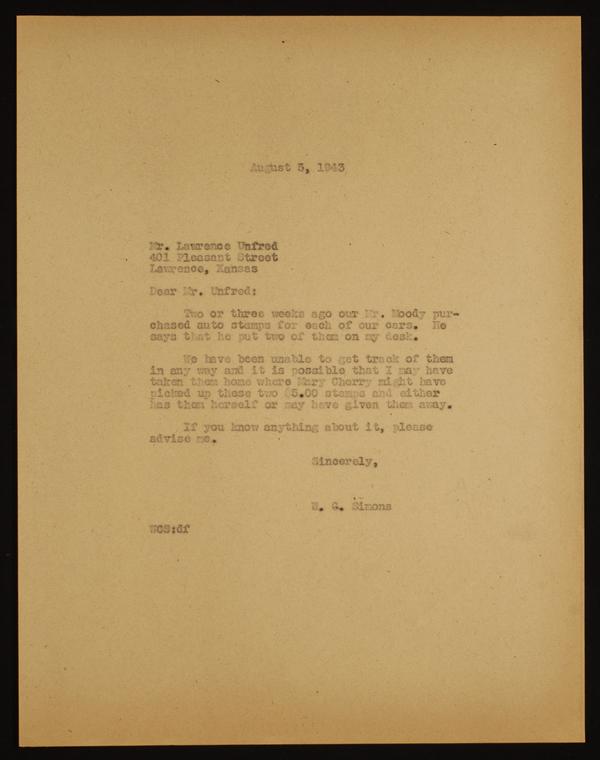 August 5, 1943
Mr. Lawrence Unfred
401 Pleasant Street
Lawrence, Kansas
Dear Mr. Unfred:
Two or three weeks ago our Mr. Moody pur-
chased auto stamps for each of our cars. He
says that he put two of them on my desk.
We have been unable to get track of them
in any way and it is possible that I may have
taken them home where Mary Cherry might have
picked up these two $5.00 stamps and either
has them herself or may have given them away.
If you know anything about it, please
advise me.
Sincerely,
W. C. Simons
WCS:df